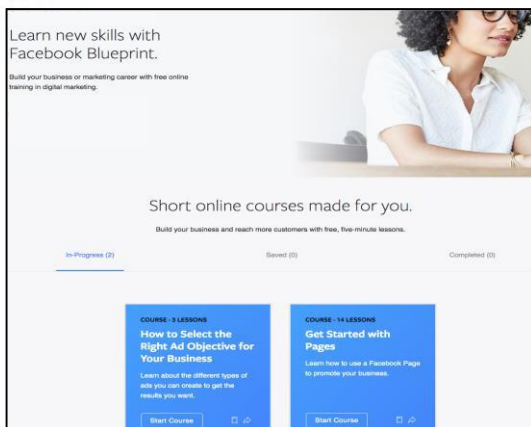 Learn new skills with
Facebook Blueprint.
Build your business or marketing career with free online
training in digital marketing.
Short online courses made for you.
Build your business and reach more customers with free, five-minute lessons.
In-Progress (2)
Saved (0)
Completed (0)
COURSE - 3 LESSONS
How to Select the
Right Ad Objective for
Your Business
Learn about the different types of
ads you can create to get the
results you want.
Start Course
COURSE - 14 LESSONS
Get Started with
Pages
Learn how to use a Facebook Page
to promote your business.
Start Course